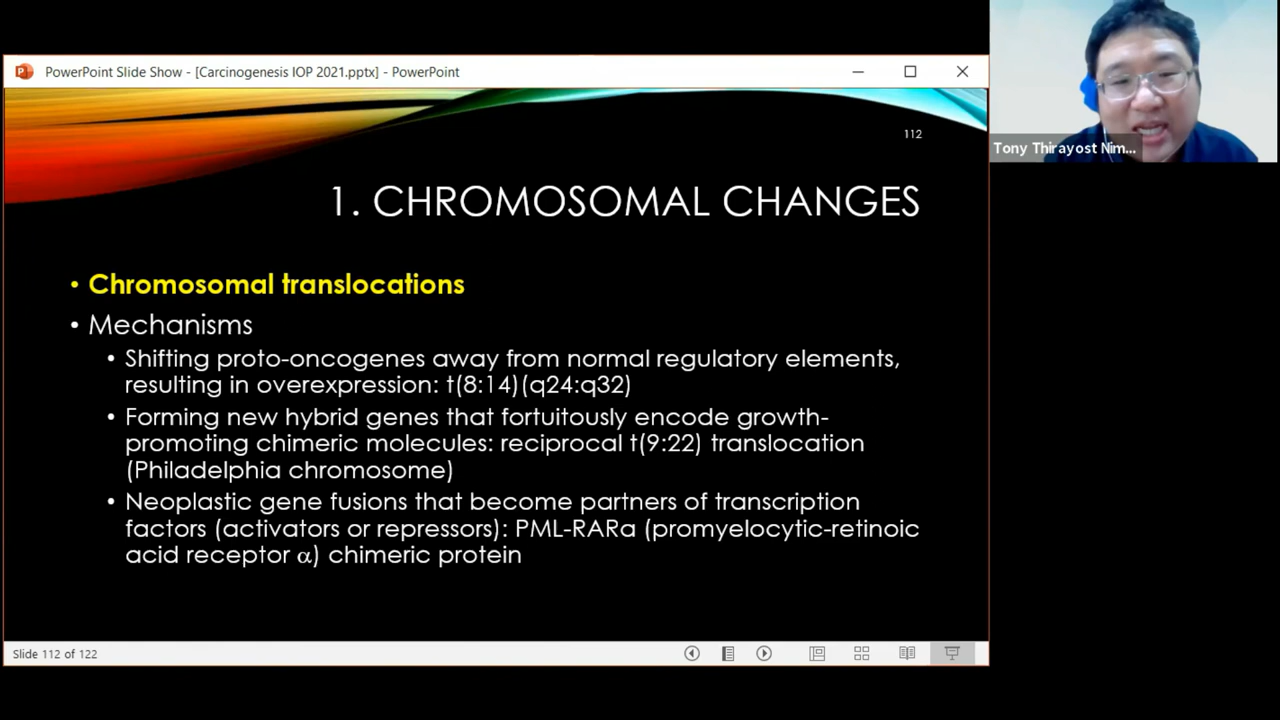 PowerPoint Slide Show - [Carcinogenesis IOP 2021.pptx] - PowerPoint
Tony Thirayost Nim...
112
1. CHROMOSOMAL CHANGES
• Chromosomal translocations
• Mechanisms
• Shifting proto-oncogenes away from normal regulatory elements,
resulting in overexpression: t(8:14)(q24:q32)
• Forming new hybrid genes that fortuitously encode growth-
promoting chimeric molecules: reciprocal t(9:22) translocation
(Philadelphia chromosome)
• Neoplastic gene fusions that become partners of transcription
factors (activators or repressors): PML-RARa (promyelocytic-retinoic
acid receptor α) chimeric protein
Slide 112 of 122